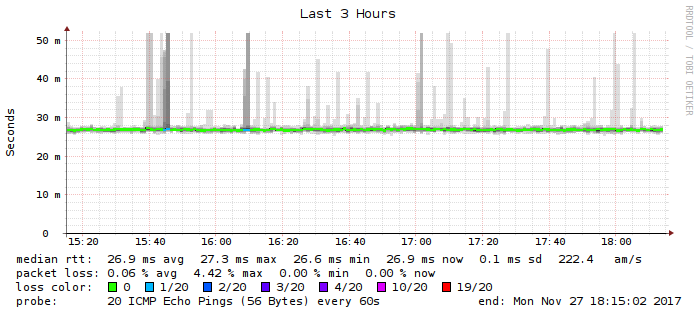 Last 3 Hours
RRDTOOL / TOBI OETIKER
Seconds
50 m
40 m
30 m
20 m
10 m
0
15:20 15:40 16:00 16:20 16:40 17:00 17:20 17:40 18:00
median rtt: 26.9 ms avg 27.3 ms max 26.6 ms min 26.9 ms now 0.1 ms sd 222.4 am/s
packet loss: 0.06 % avg 4.42 % max 0.00 % min 0.00 % now
loss color: 0 1/20 2/20 3/20 4/20 10/20 19/20
probe: 20 ICMP Echo Pings (56 Bytes) every 60s end: Mon Nov 27 18:15:02 2017